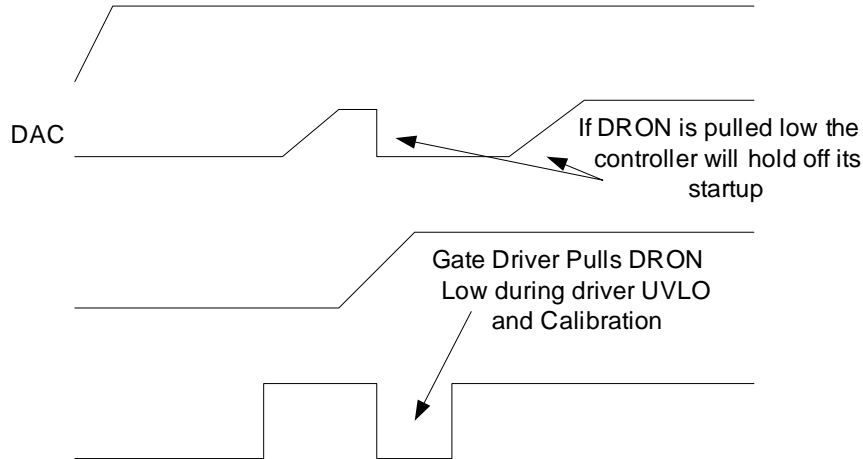 DAC
If DRON is pulled low the
controller will hold off its
startup
Gate Driver Pulls DRON
Low during driver UVLO
and Calibration